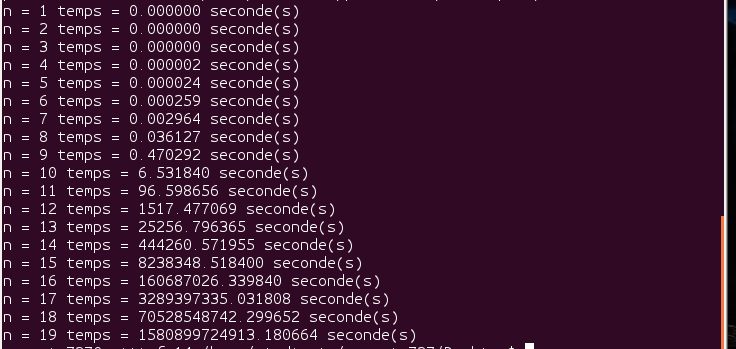 n = 1 temps = 0.000000 seconde(s)
n = 2 temps = 0.000000 seconde(s)
n = 3 temps = 0.000000 seconde(s)
n = 4 temps = 0.000002 seconde(s)
n = 5 temps = 0.000024 seconde(s)
n = 6 temps = 0.000259 seconde(s)
n = 7 temps = 0.002964 seconde(s)
n = 8 temps = 0.036127 seconde(s)
n = 9 temps = 0.470292 seconde(s)
n = 10 temps = 6.531840 seconde(s)
n = 11 temps = 96.598656 seconde(s)
n = 12 temps = 1517.477069 seconde(s)
n = 13 temps = 25256.796365 seconde(s)
n = 14 temps = 444260.571955 seconde(s)
n = 15 temps = 8238348.518400 seconde(s)
n = 16 temps = 160687026.339840 seconde(s)
n = 17 temps = 3289397335.031808 seconde(s)
n = 18 temps = 70528548742.299652 seconde(s)
n = 19 temps = 1580899724913.180664 seconde(s)